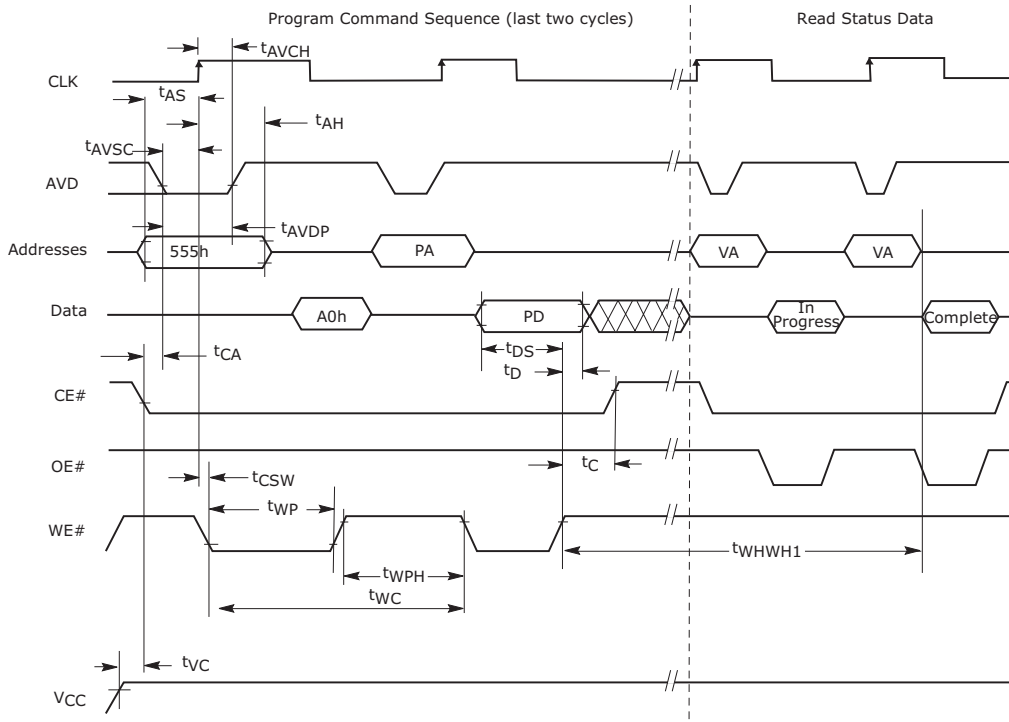 Program Command Sequence (last two cycles)
Read Status Data
tAVCH
CLK
tAS
tAH
tAVSC
AVD
tAVDP
Addresses
555h
PA
VA
VA
Data
A0h
PD
In
Progress
Complete
tDS
tCA
tD
CE#
OE#
tC
tCSW
tWP
WE#
tWHWH1
tWPH
tWC
tVC
VCC